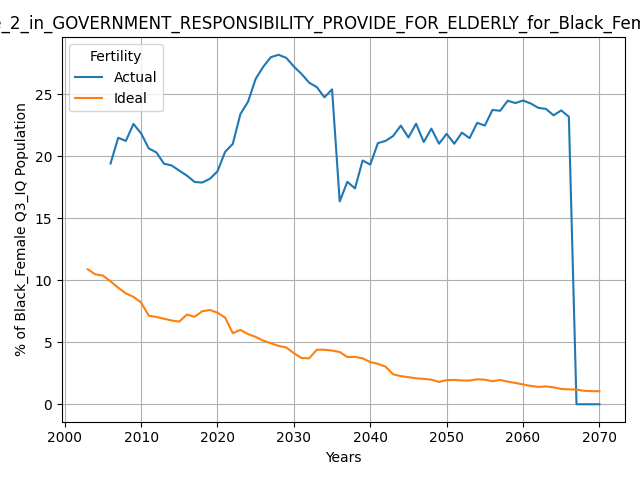 _2_in_GOVERNMENT_RESPONSIBILITY_PROVIDE_FOR_ELDERLY_for_Black_Fem
Fertility
Actual
Ideal
% of Black_Female Q3_IQ Population
25
20
15
10
5
0
2000 2010 2020 2030 2040 2050 2060 2070
Years